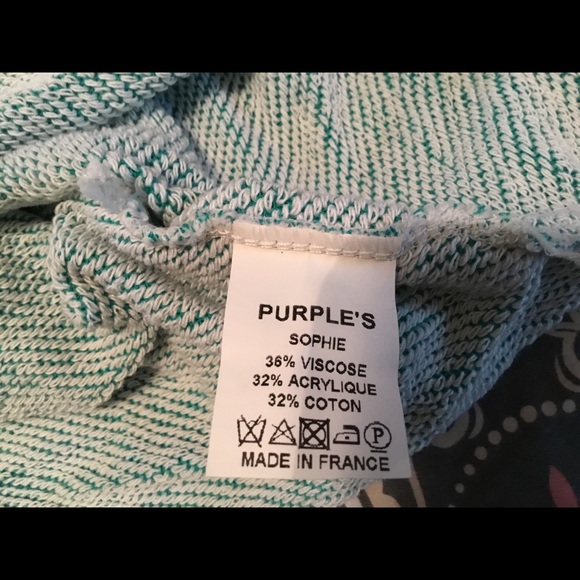 PURPLE'S
SOPHIE
36% VISCOSE
32% ACRYLIQUE
32% COTON
P
MADE IN FRANCE